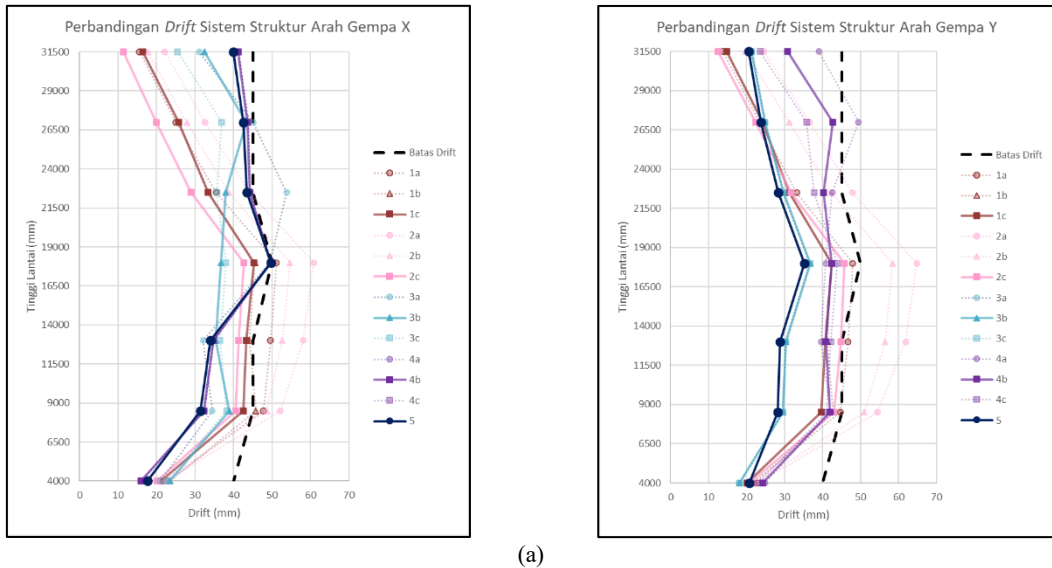 Perbandingan Drift Sistem Struktur Arah Gempa X
Tinggi Lantai (mm)
31500
29000
26500
24000
21500
19000
16500
14000
11500
9000
6500
4000
0 10 20 30 40 50 60 70
Drift (mm)
Batas Drift
1a
1b
1c
2a
2b
2c
3a
3b
3c
4a
4b
4c
5
Perbandingan Drift Sistem Struktur Arah Gempa Y
Tinggi Lantai (mm)
31500
29000
26500
24000
21500
19000
16500
14000
11500
9000
6500
4000
0 10 20 30 40 50 60 70
Drift (mm)
Batas Drift
1a
1b
1c
2a
2b
2c
3a
3b
3c
4a
4b
4c
5
(a)